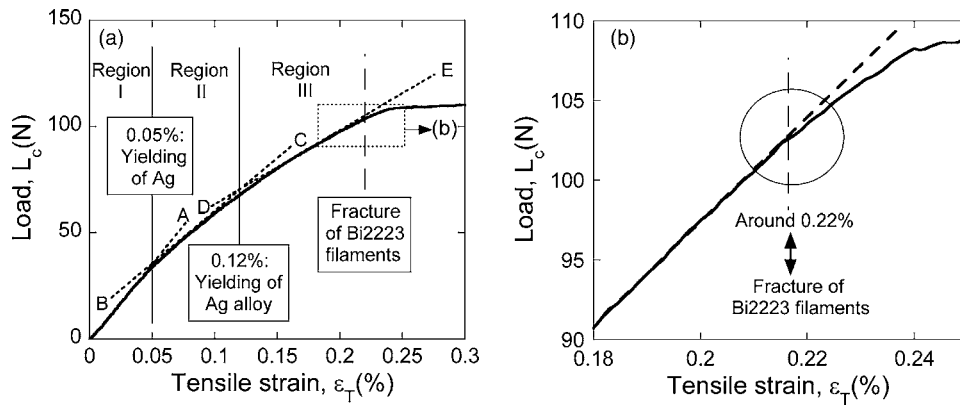 (a)
150
100
50
0
Load, L_c(N)
Region I
Region II
Region III
0.05%:
Yielding
of Ag
A
B
C
D
E
(b)
0.12%:
Yielding of
Ag alloy
Fracture
of Bi2223
filaments
0 0.05 0.1 0.15 0.2 0.25 0.3
Tensile strain, ε_T(%)
(b)
110
105
100
95
90
Load, L_c(N)
Around 0.22%
Fracture of
Bi2223 filaments
0.18 0.2 0.22 0.24
Tensile strain, ε_T(%)